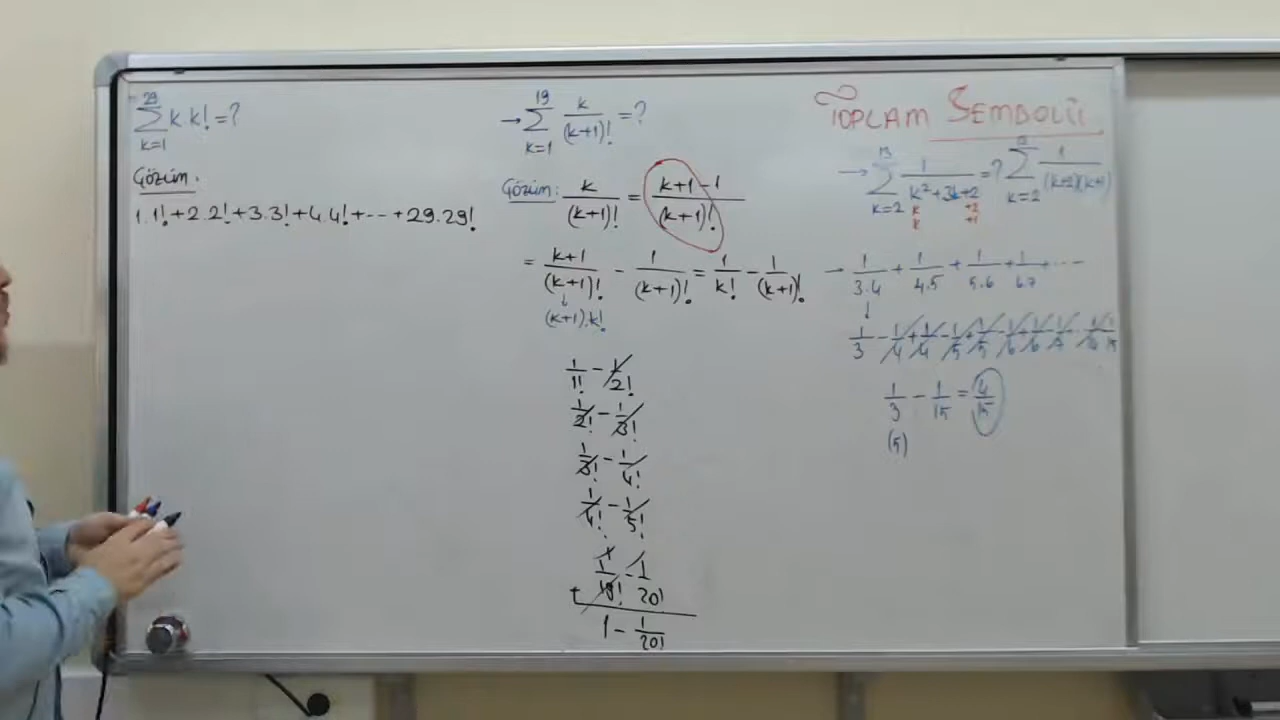 29
∑ k k! = ?
k=1
Çözüm.
1.1! + 2.2! + 3.3! + 4.4! + --- + 29.29!
→ 19
∑ k/(k+1)! = ?
k=1
Çözüm: k/(k+1)! = (k+1-1)/(k+1)!
= (k+1)/(k+1)! - 1/(k+1)! = 1/k! - 1/(k+1)!
↓
(k+1).k!
1/1! - 1/2!
1/2! - 1/3!
1/3! - 1/4!
1/4! - 1/5!
+ 1/19! - 1/20!
1 - 1/20!
TOPLAM SEMBOLÜ
→ 13
∑ 1/(k²+3k+2) = ? ∑ 1/((k+2)(k+1))
k=2 k=2
k +2
k +1
→ 1/3.4 + 1/4.5 + 1/5.6 + 1/6.7 + ---
↓
1/3 - 1/4 + 1/4 - 1/5 + 1/5 - 1/6 + 1/6 - 1/7
1/3 - 1/15 = 4/15
(5)